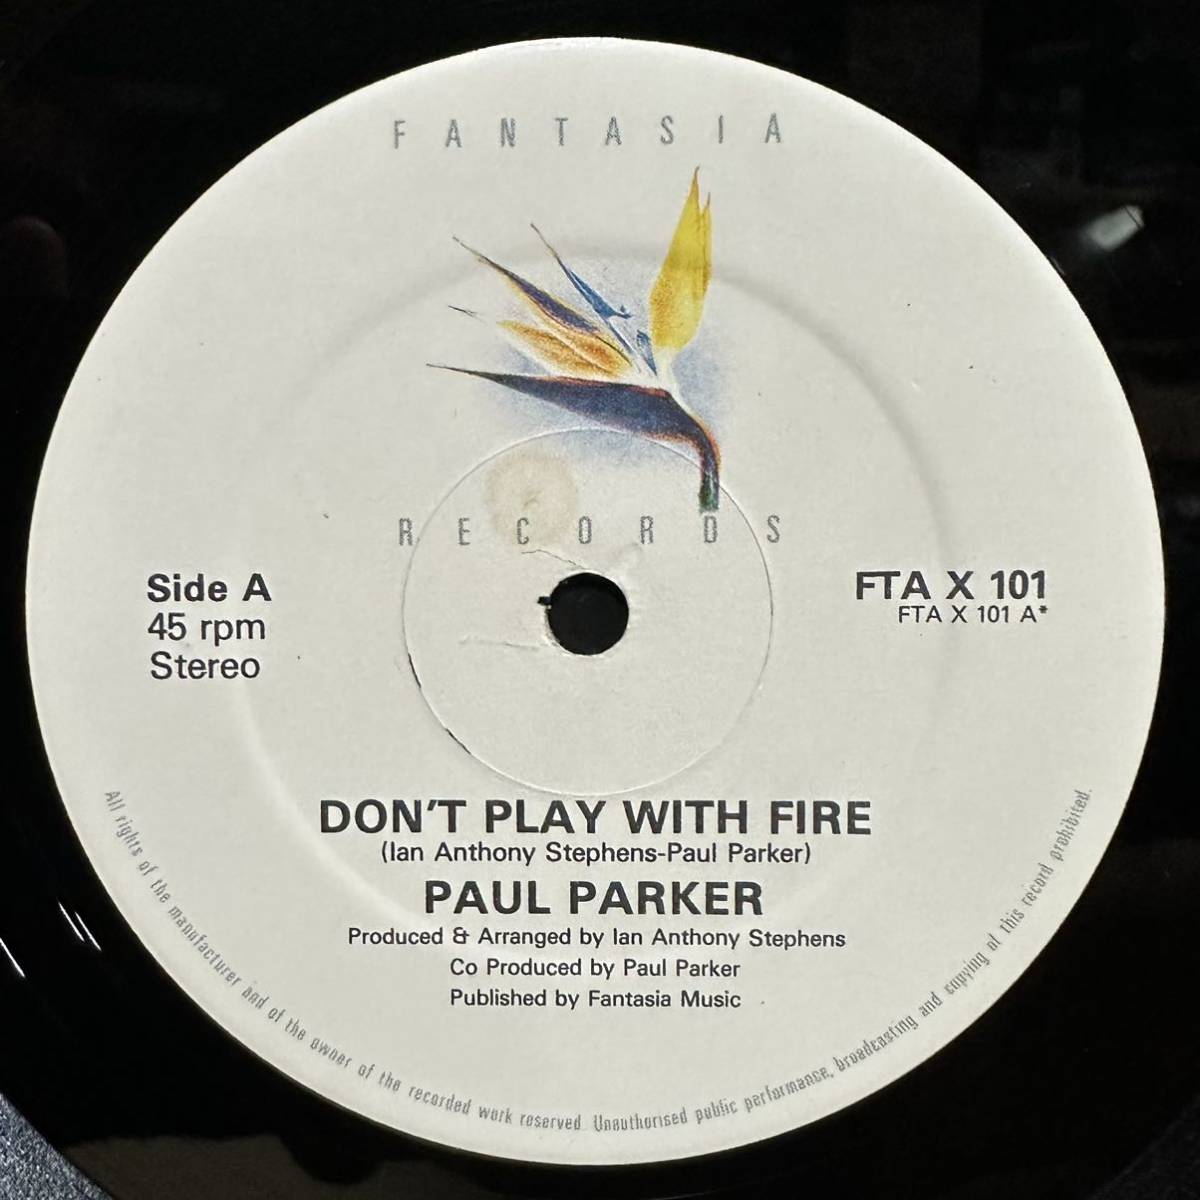 FANTASIA
RECORDS
Side A
45 rpm
Stereo
FTA X 101
FTA X 101 A*
DON'T PLAY WITH FIRE
(Ian Anthony Stephens-Paul Parker)
PAUL PARKER
Produced & Arranged by Ian Anthony Stephens
Co Produced by Paul Parker
Published by Fantasia Music
All rights of the manufacturer and of the owner of the recorded work reserved. Unauthorised public performance, broadcasting and copying of this record prohibited.